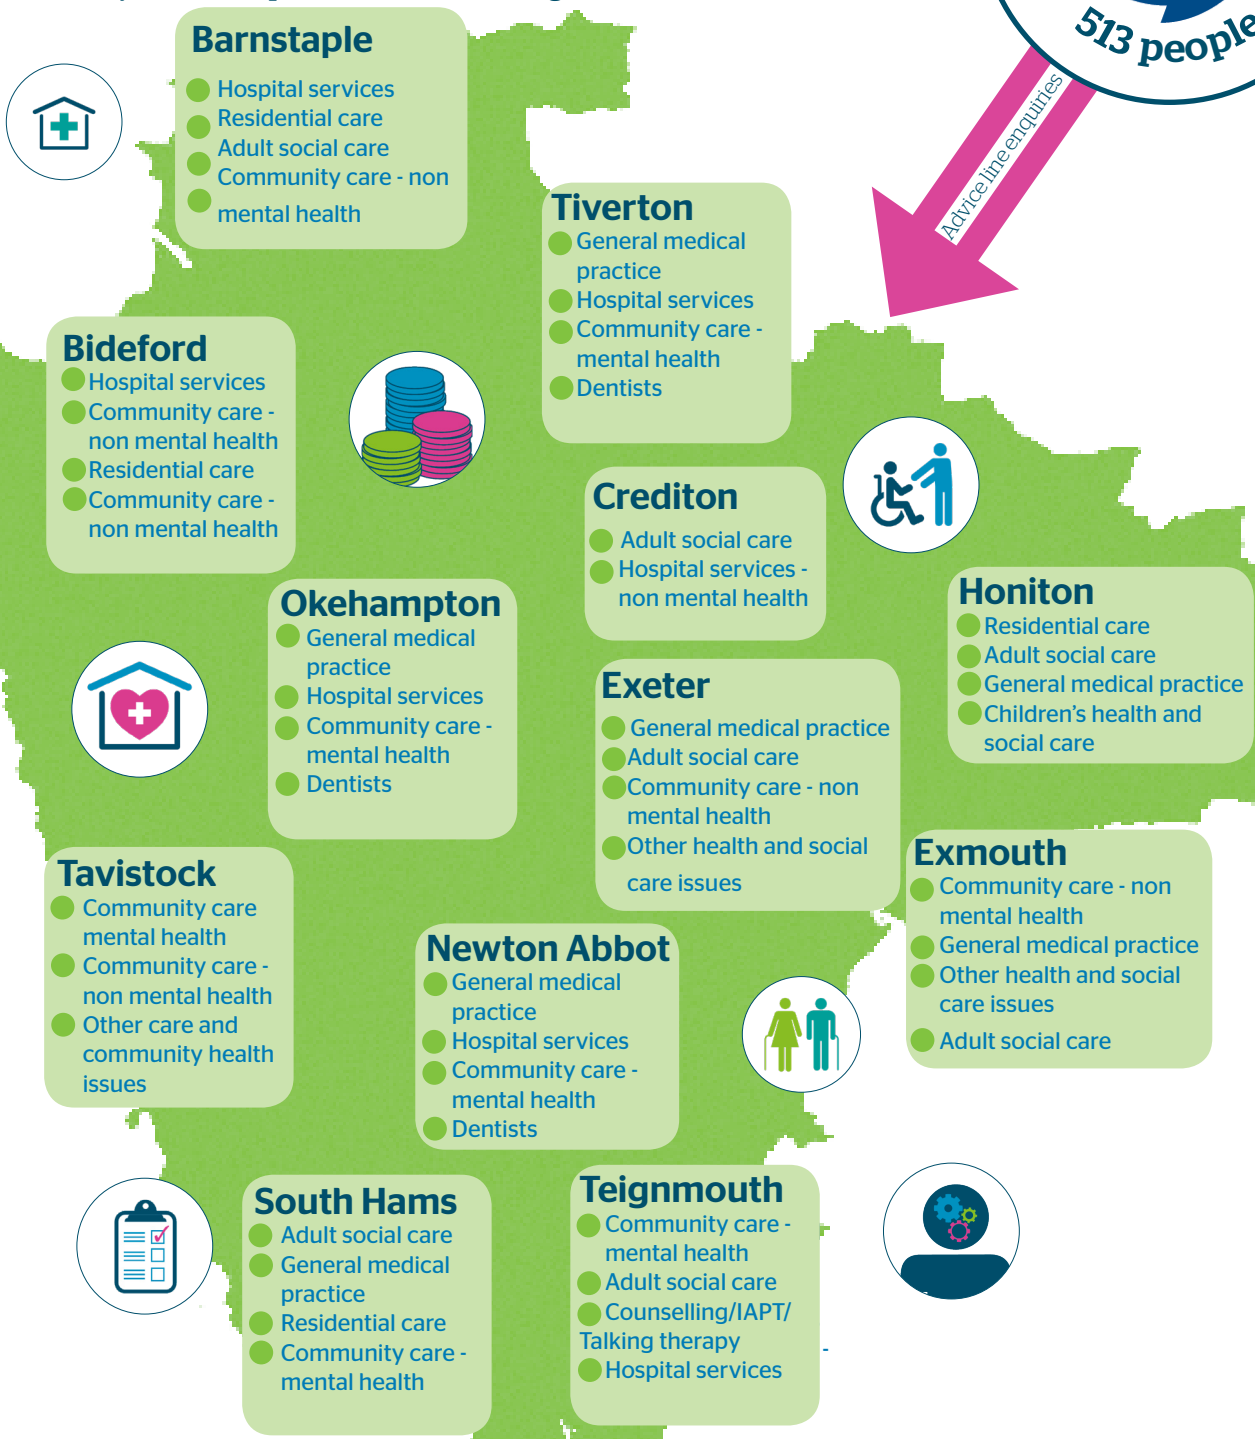 513 people
Advice line enquiries
Barnstaple
Hospital services
Residential care
Adult social care
Community care - non
mental health
Tiverton
General medical
practice
Hospital services
Community care -
mental health
Dentists
Bideford
Hospital services
Community care -
non mental health
Residential care
Community care -
non mental health
Crediton
Adult social care
Hospital services -
non mental health
Honiton
Residential care
Adult social care
General medical practice
Children's health and
social care
Okehampton
General medical
practice
Hospital services
Community care -
mental health
Dentists
Exeter
General medical practice
Adult social care
Community care - non
mental health
Other health and social
care issues
Exmouth
Community care - non
mental health
General medical practice
Other health and social
care issues
Adult social care
Tavistock
Community care
mental health
Community care -
non mental health
Other care and
community health
issues
Newton Abbot
General medical
practice
Hospital services
Community care -
mental health
Dentists
South Hams
Adult social care
General medical
practice
Residential care
Community care -
mental health
Teignmouth
Community care -
mental health
Adult social care
Counselling/IAPT/
Talking therapy
-
Hospital services